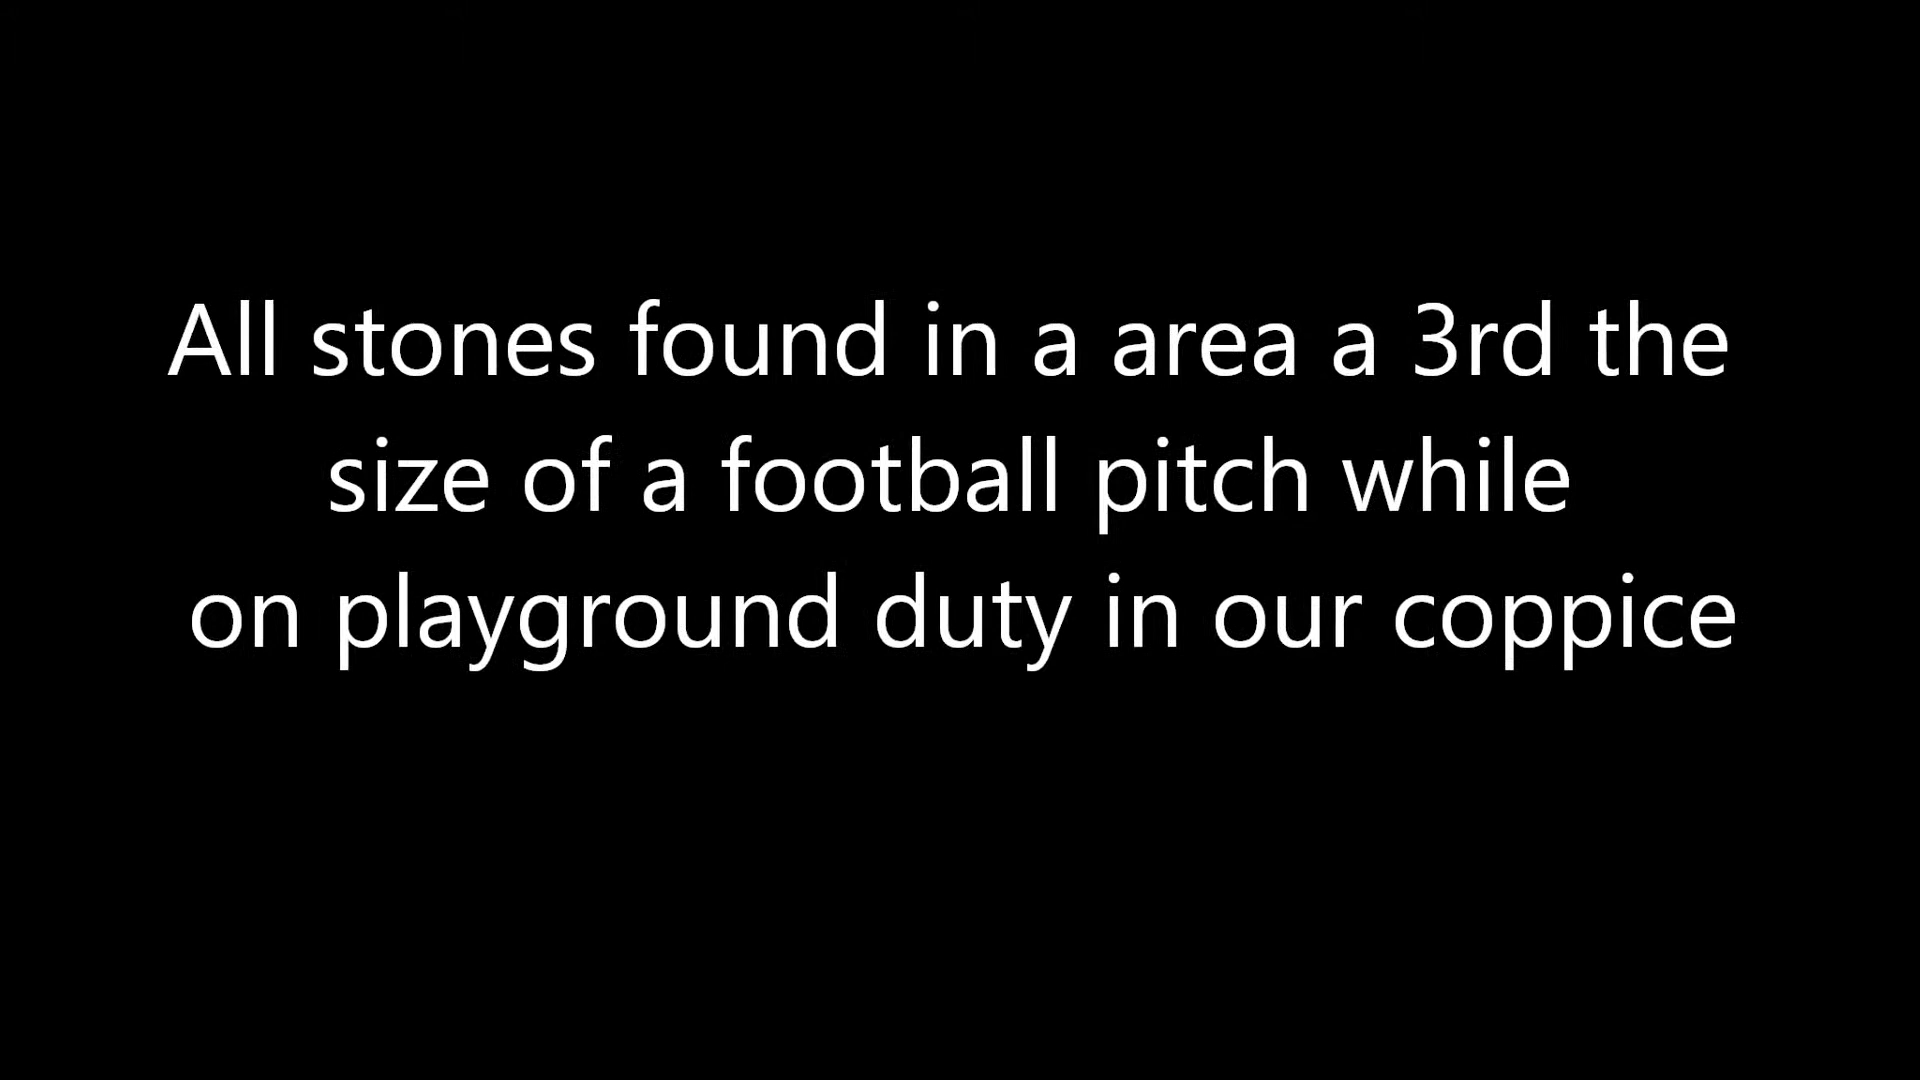 All stones found in a area a 3rd the
size of a football pitch while
on playground duty in our coppice